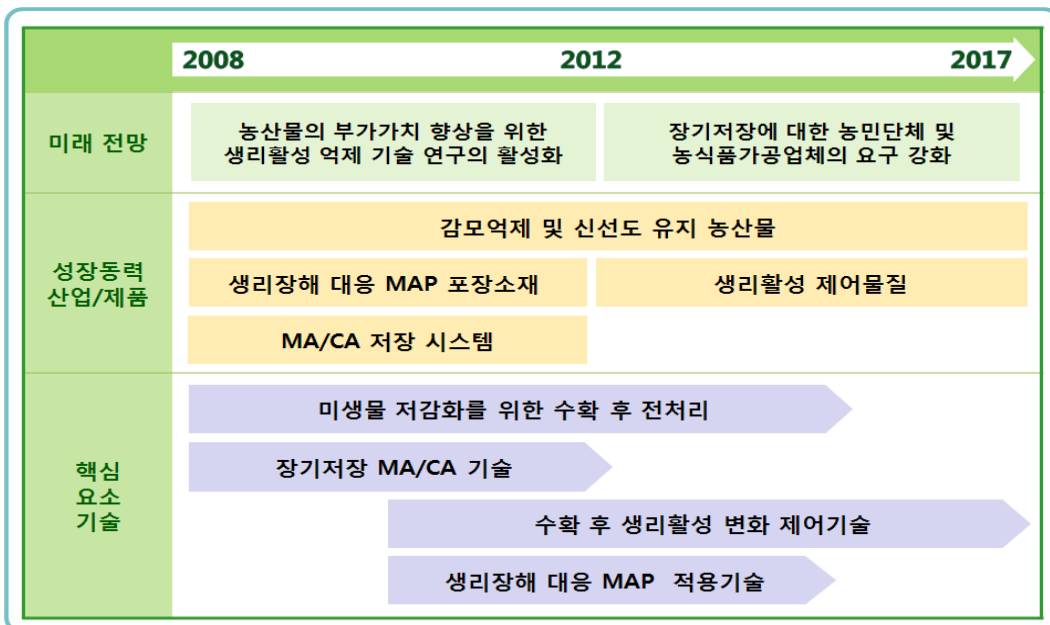 2008 2012 2017
미래 전망
농산물의 부가가치 향상을 위한
생리활성 억제 기술 연구의 활성화
장기저장에 대한 농민단체 및
농식품가공업체의 요구 강화
성장동력
산업/제품
감모억제 및 신선도 유지 농산물
생리장해 대응 MAP 포장소재
생리활성 제어물질
MA/CA 저장 시스템
핵심
요소
기술
미생물 저감화를 위한 수확 후 전처리
장기저장 MA/CA 기술
수확 후 생리활성 변화 제어기술
생리장해 대응 MAP 적용기술